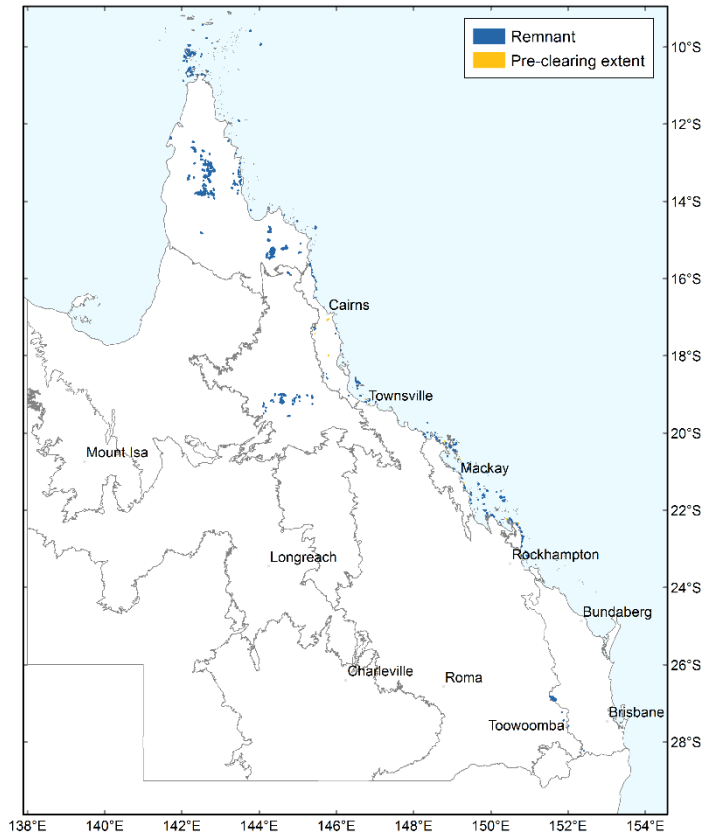 Remnant
Pre-clearing extent
10°S
12°S
14°S
16°S
Cairns
18°S
Townsville
20°S
Mount Isa
Mackay
22°S
Longreach
Rockhampton
24°S
Bundaberg
26°S
Charleville
Roma
Brisbane
Toowoomba
28°S
138°E 140°E 142°E 144°E 146°E 148°E 150°E 152°E 154°E